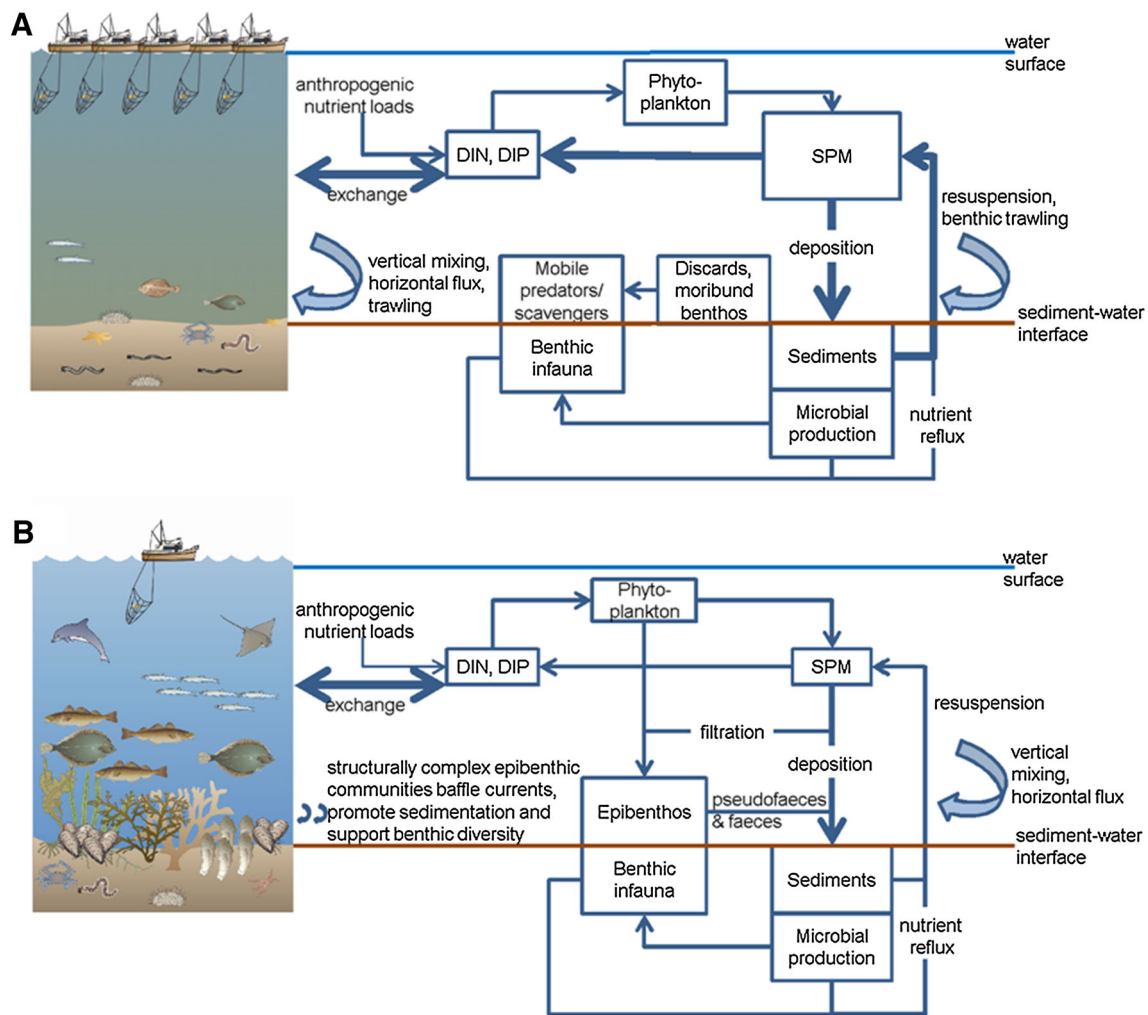 A
water
surface
anthropogenic
nutrient loads
Phyto-
plankton
DIN, DIP
SPM
exchange
resuspension,
benthic trawling
deposition
vertical mixing,
horizontal flux,
trawling
Mobile
predators/
scavengers
Discards,
moribund
benthos
sediment-water
interface
Benthic
infauna
Sediments
Microbial
production
nutrient
reflux
B
water
surface
anthropogenic
nutrient loads
Phyto-
plankton
DIN, DIP
SPM
exchange
resuspension
filtration
deposition
vertical
mixing,
horizontal flux
structurally complex epibenthic
communities baffle currents,
promote sedimentation and
support benthic diversity
Epibenthos
pseudofaeces
& faeces
sediment-water
interface
Benthic
infauna
Sediments
Microbial
production
nutrient
reflux